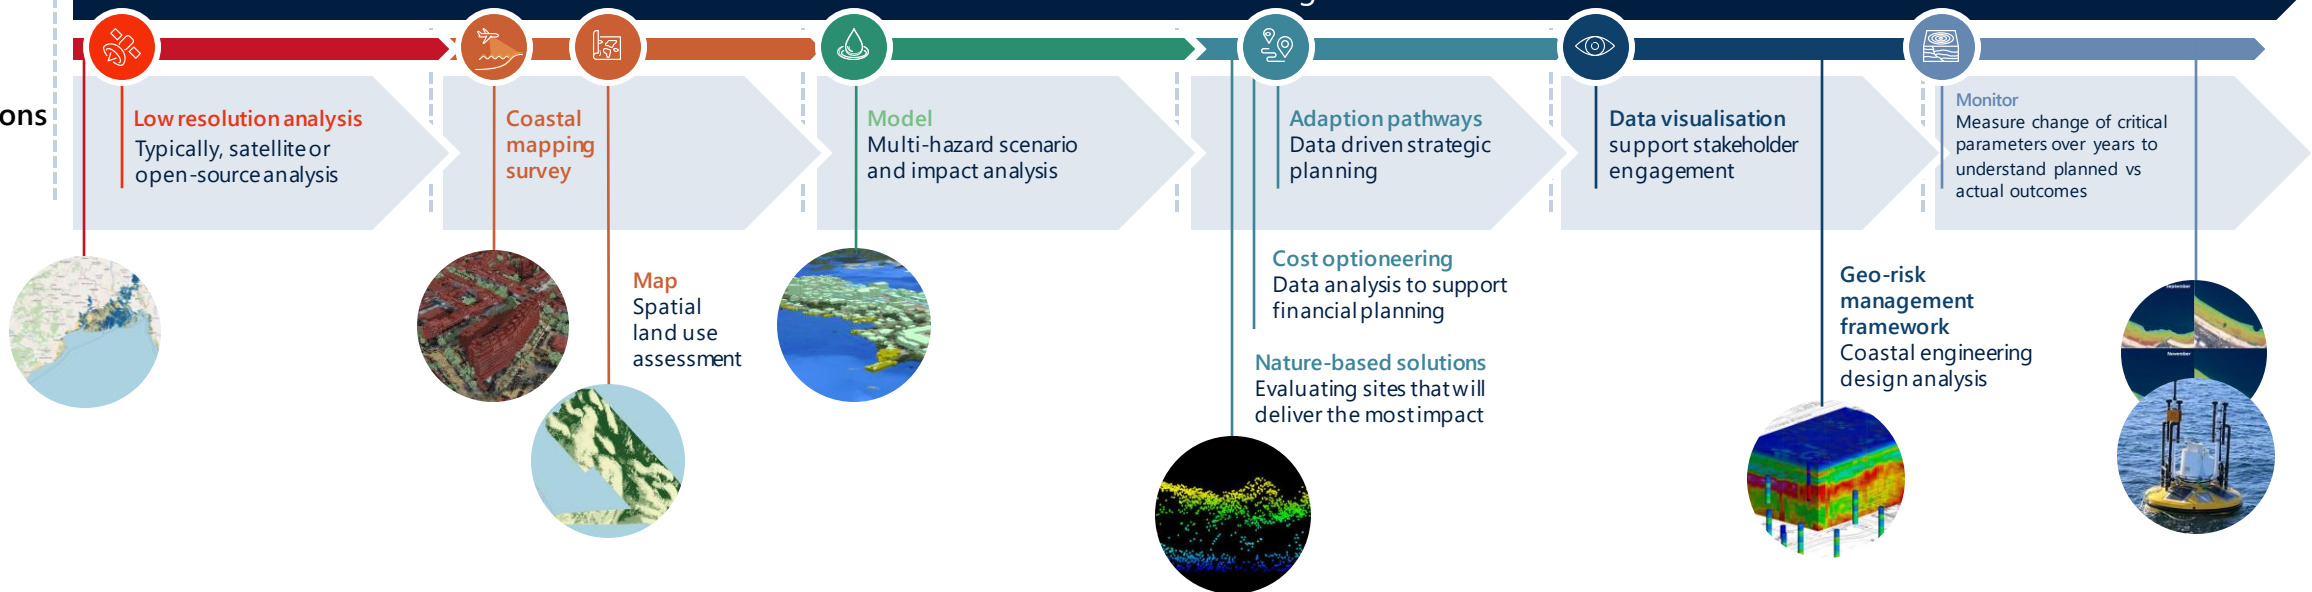 ons
Low resolution analysis
Typically, satellite or
open-source analysis
Coastal
mapping
survey
Map
Spatial
land use
assessment
Model
Multi-hazard scenario
and impact analysis
Adaption pathways
Data driven strategic
planning
Cost optioneering
Data analysis to support
financial planning
Nature-based solutions
Evaluating sites that will
deliver the most impact
Data visualisation
support stakeholder
engagement
Geo-risk
management
framework
Coastal engineering
design analysis
Monitor
Measure change of critical
parameters over years to
understand planned vs
actual outcomes
September
November